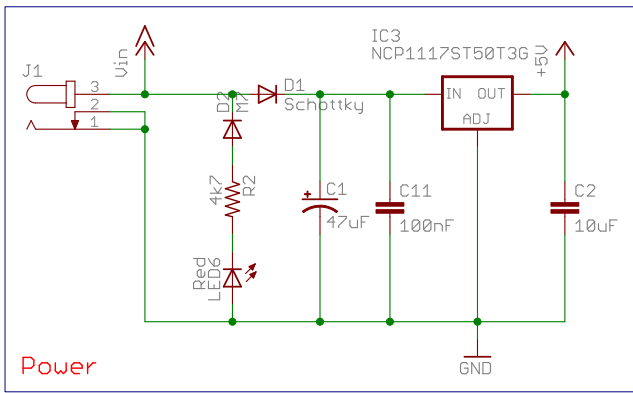 IC3
NCP1117ST50T3G
Vin
+5V
J1
3
2
1
D1
Schottky
D2
M7
IN OUT
ADJ
4k7
R2
C1
47uF
C11
100nF
C2
10uF
Red
LED6
Power
GND